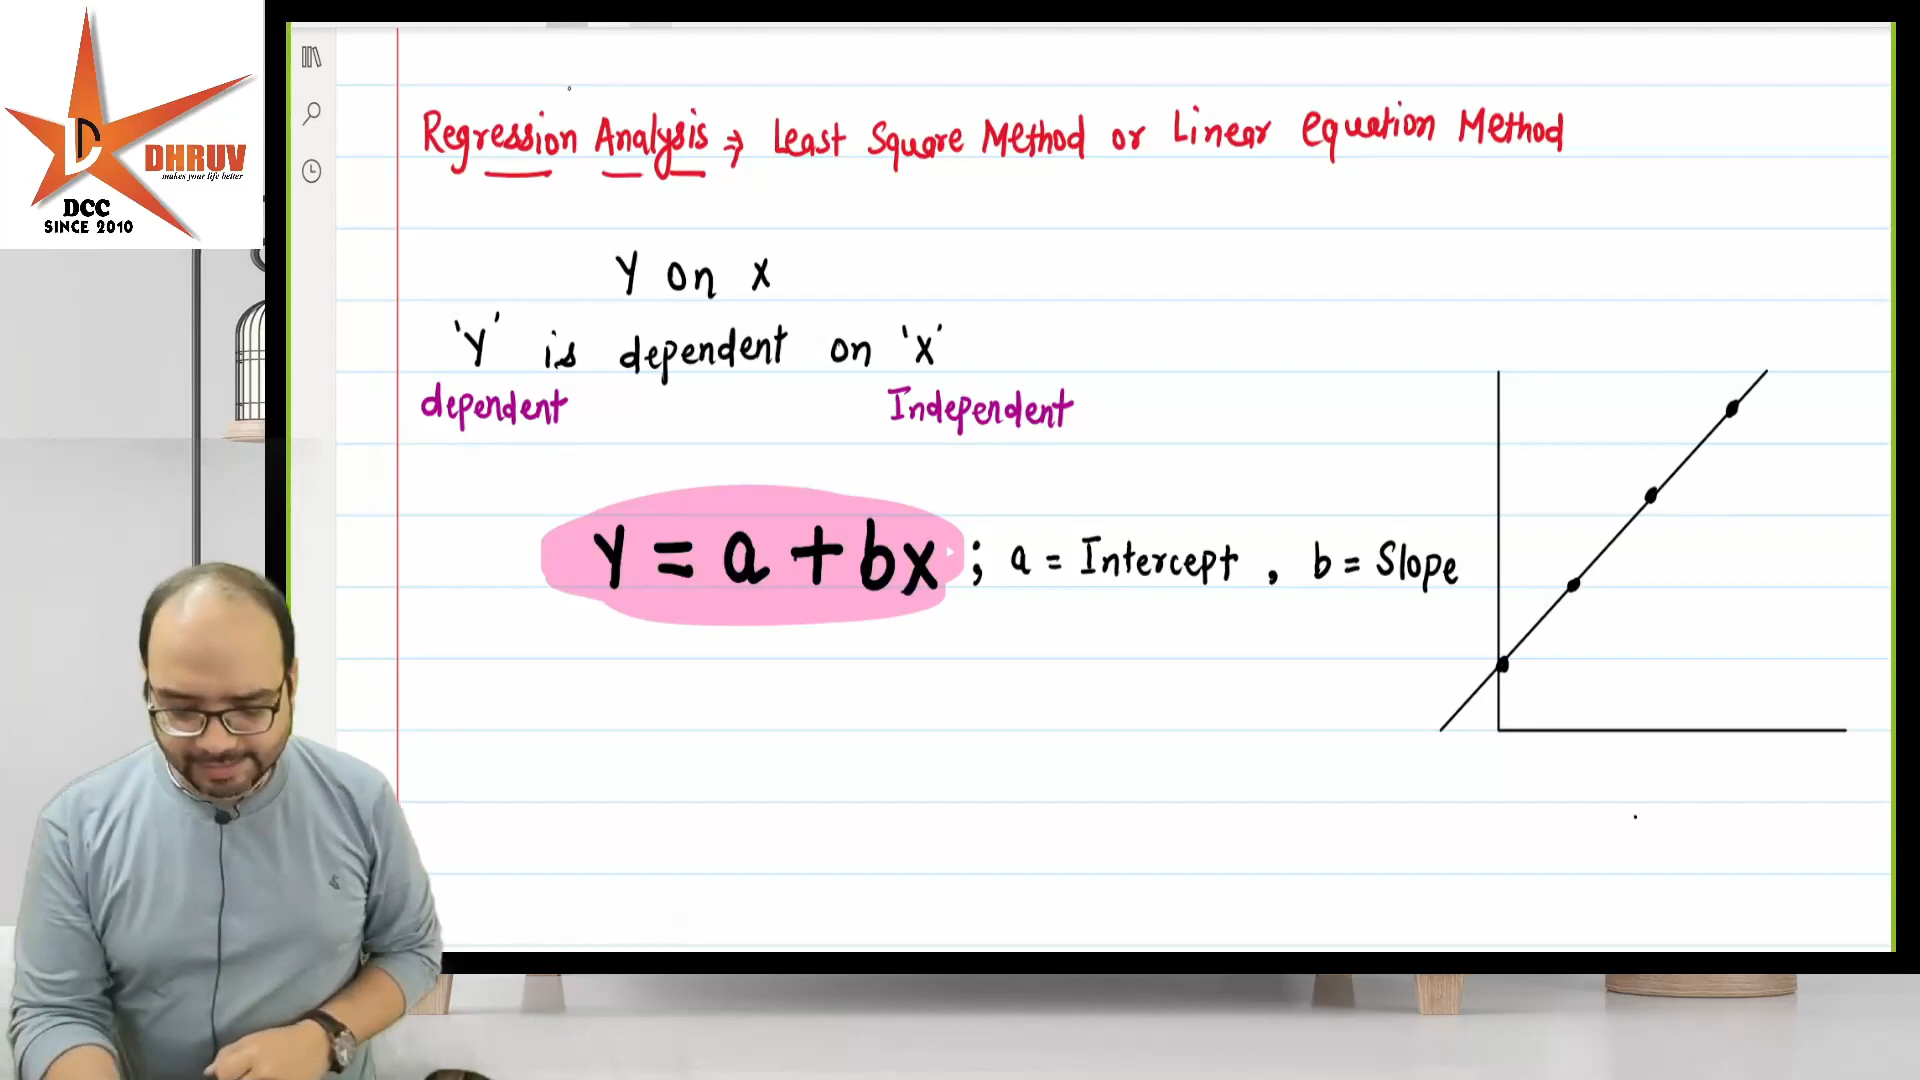 D
DHRUV
makes your life better
DCC
SINCE 2010
Regression Analysis → Least Square Method or Linear equation Method
Y on x
'Y' is dependent on 'x'
dependent Independent
Y = a + bx ; a = Intercept , b = Slope